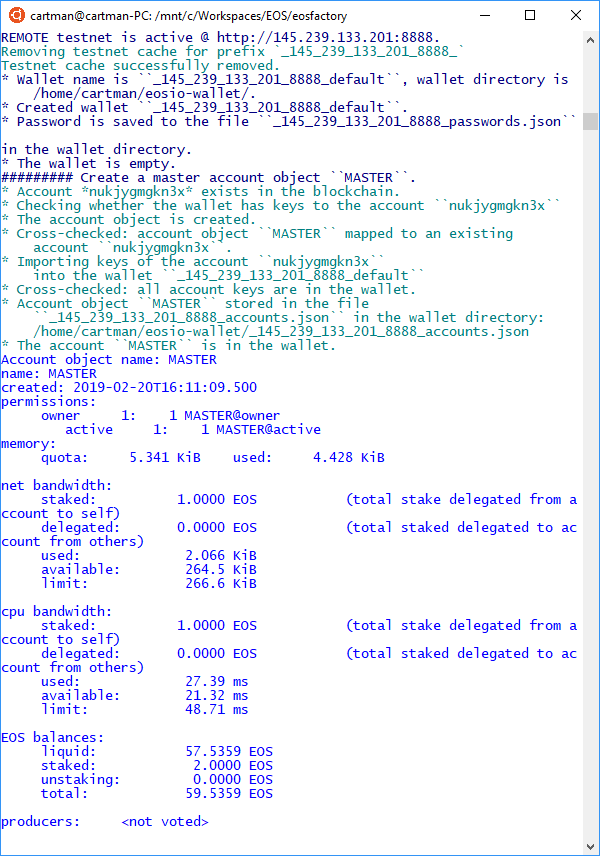 cartman@cartman-PC: /mnt/c/Workspaces/EOS/eosfactory
REMOTE testnet is active @ http://145.239.133.201:8888.
Removing testnet cache for prefix `_145_239_133_201_8888_`
Testnet cache successfully removed.
* Wallet name is ``_145_239_133_201_8888_default``, wallet directory is
/home/cartman/eosio-wallet/.
* Created wallet ``_145_239_133_201_8888_default``.
* Password is saved to the file ``_145_239_133_201_8888_passwords.json``
in the wallet directory.
* The wallet is empty.
######### Create a master account object ``MASTER``.
* Account *nukjygmgkn3x* exists in the blockchain.
* Checking whether the wallet has keys to the account ``nukjygmgkn3x``
* The account object is created.
* Cross-checked: account object ``MASTER`` mapped to an existing
account ``nukjygmgkn3x``.
* Importing keys of the account ``nukjygmgkn3x``
into the wallet ``_145_239_133_201_8888_default``
* Cross-checked: all account keys are in the wallet.
* Account object ``MASTER`` stored in the file
``_145_239_133_201_8888_accounts.json`` in the wallet directory:
/home/cartman/eosio-wallet/_145_239_133_201_8888_accounts.json
* The account ``MASTER`` is in the wallet.
Account object name: MASTER
name: MASTER
created: 2019-02-20T16:11:09.500
permissions:
owner 1: 1 MASTER@owner
active 1: 1 MASTER@active
memory:
quota: 5.341 KiB used: 4.428 KiB
net bandwidth:
staked: 1.0000 EOS (total stake delegated from a
ccount to self)
delegated: 0.0000 EOS (total staked delegated to ac
count from others)
used: 2.066 KiB
available: 264.5 KiB
limit: 266.6 KiB
cpu bandwidth:
staked: 1.0000 EOS (total stake delegated from a
ccount to self)
delegated: 0.0000 EOS (total staked delegated to ac
count from others)
used: 27.39 ms
available: 21.32 ms
limit: 48.71 ms
EOS balances:
liquid: 57.5359 EOS
staked: 2.0000 EOS
unstaking: 0.0000 EOS
total: 59.5359 EOS
producers: <not voted>